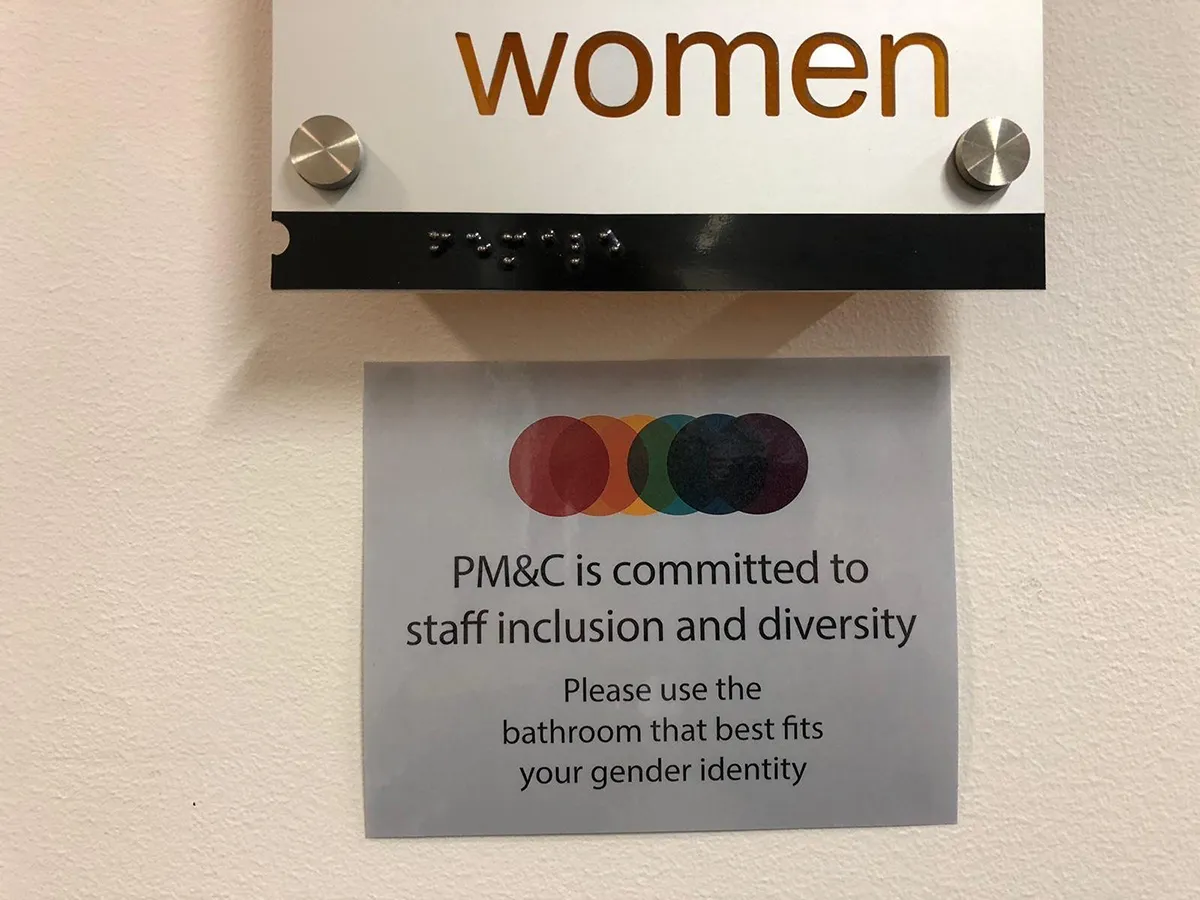 women
PM&C is committed to
staff inclusion and diversity
Please use the
bathroom that best fits
your gender identity